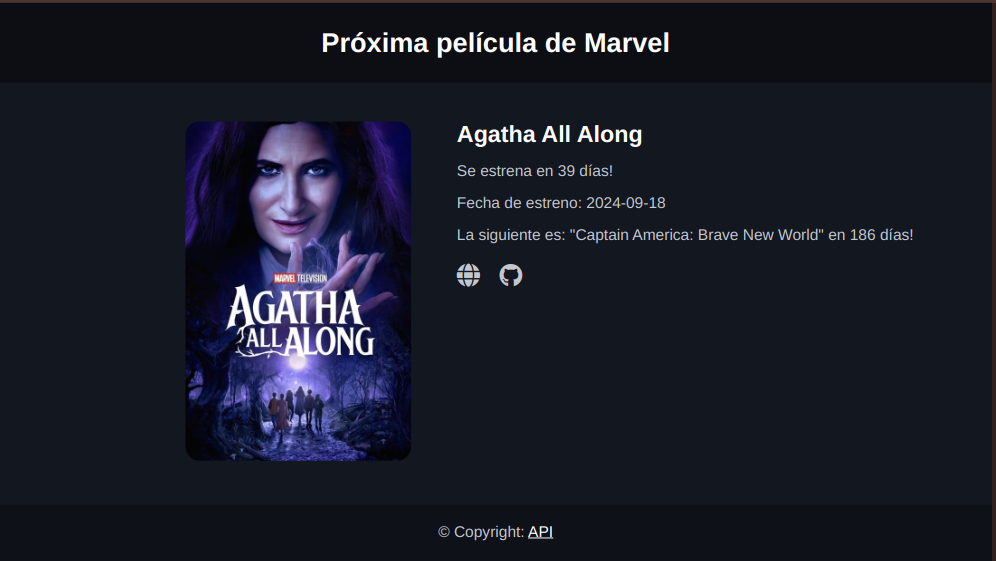 Próxima película de Marvel
MARVEL TELEVISION
AGATHA
ALL ALONG
Agatha All Along
Se estrena en 39 días!
Fecha de estreno: 2024-09-18
La siguiente es: "Captain America: Brave New World" en 186 días!
© Copyright: API